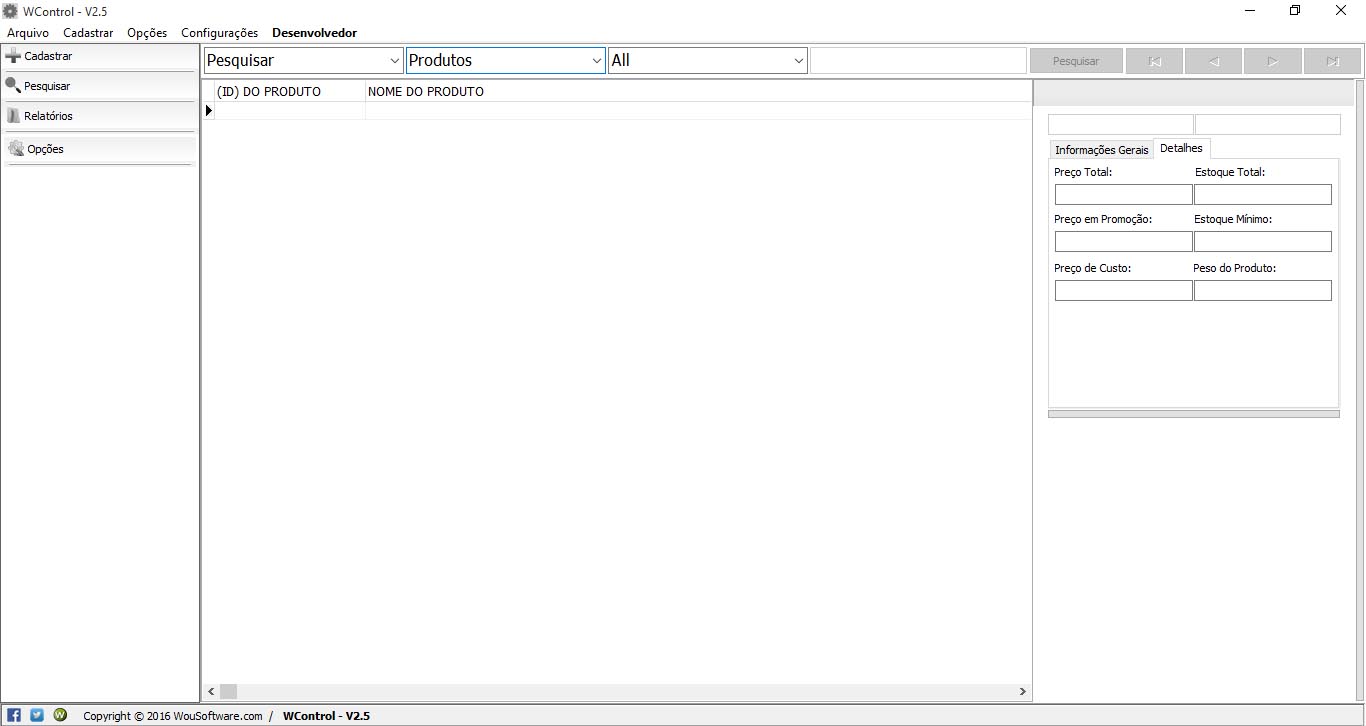 WControl - V2.5
Arquivo Cadastrar Opções Configurações Desenvolvedor
Cadastrar
Pesquisar
Relatórios
Opções
Pesquisar Produtos All Pesquisar
(ID) DO PRODUTO NOME DO PRODUTO
Informações Gerais Detalhes
Preço Total: Estoque Total:
Preço em Promoção: Estoque Mínimo:
Preço de Custo: Peso do Produto:
Copyright © 2016 WouSoftware.com / WControl - V2.5